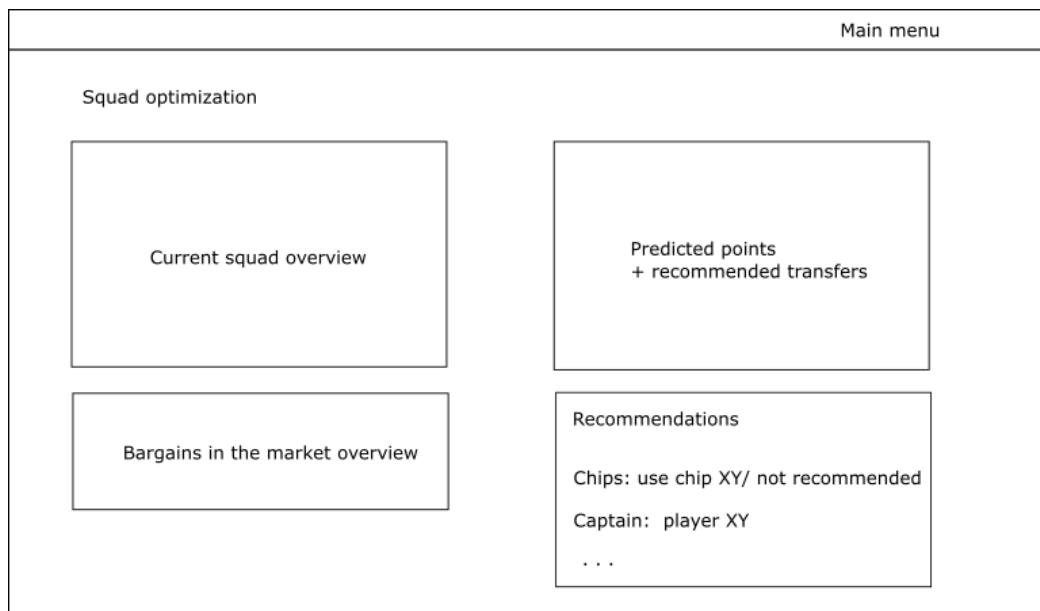 Main menu
Squad optimization
Current squad overview
Predicted points
+ recommended transfers
Bargains in the market overview
Recommendations
Chips: use chip XY/ not recommended
Captain: player XY
. . .